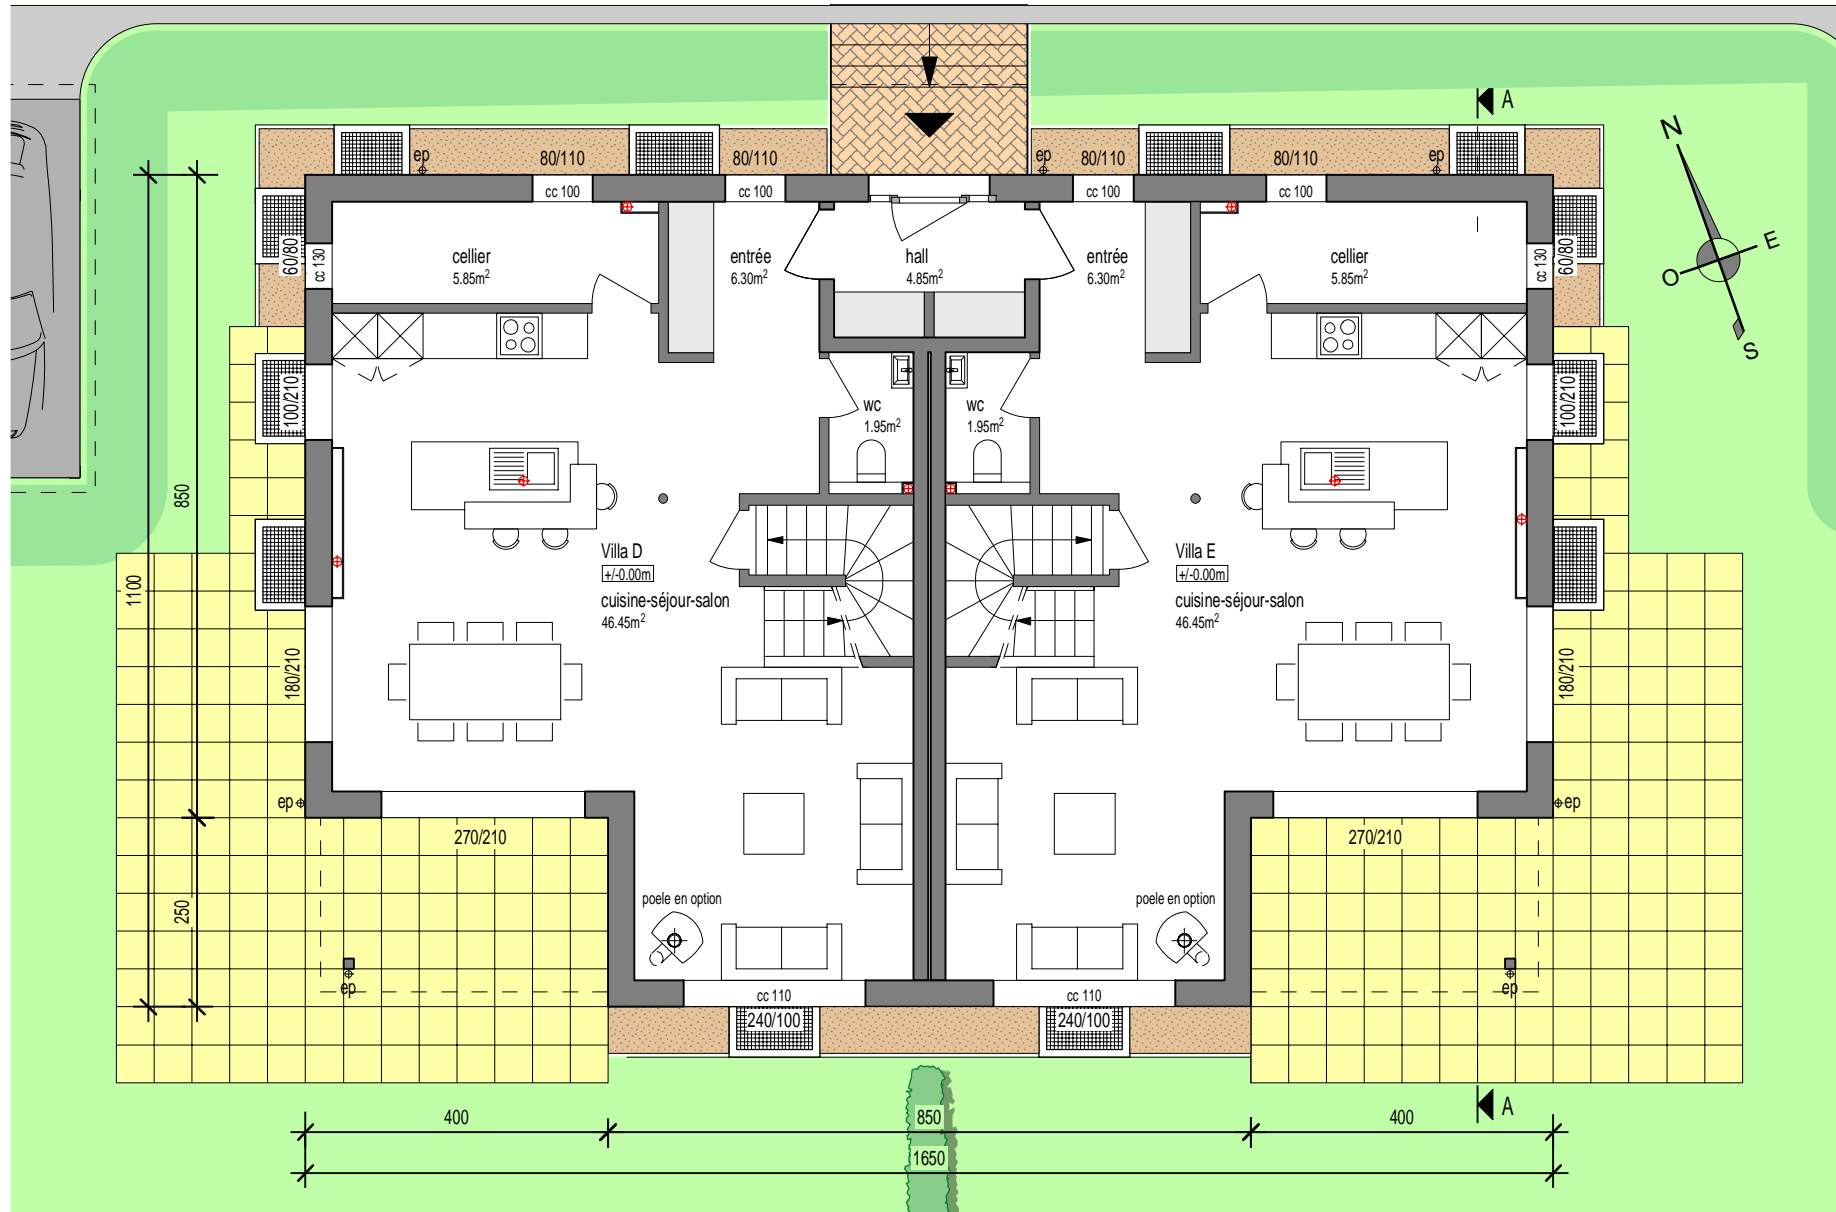 A
N
E
O
S
ep
80/110
80/110
ep
80/110
80/110
ep
cc 100
cc 100
cc 100
cc 100
60/80
cc 130
cellier
5.85m²
entrée
6.30m²
hall
4.85m²
entrée
6.30m²
cellier
5.85m²
cc 130
60/80
100/210
wc
1.95m²
wc
1.95m²
100/210
850
1100
Villa D
+/-0.00m
cuisine-séjour-salon
46.45m²
Villa E
+/-0.00m
cuisine-séjour-salon
46.45m²
180/210
180/210
ep
ep
270/210
270/210
250
poele en option
poele en option
ep
ep
cc 110
cc 110
240/100
240/100
A
400
850
400
1650